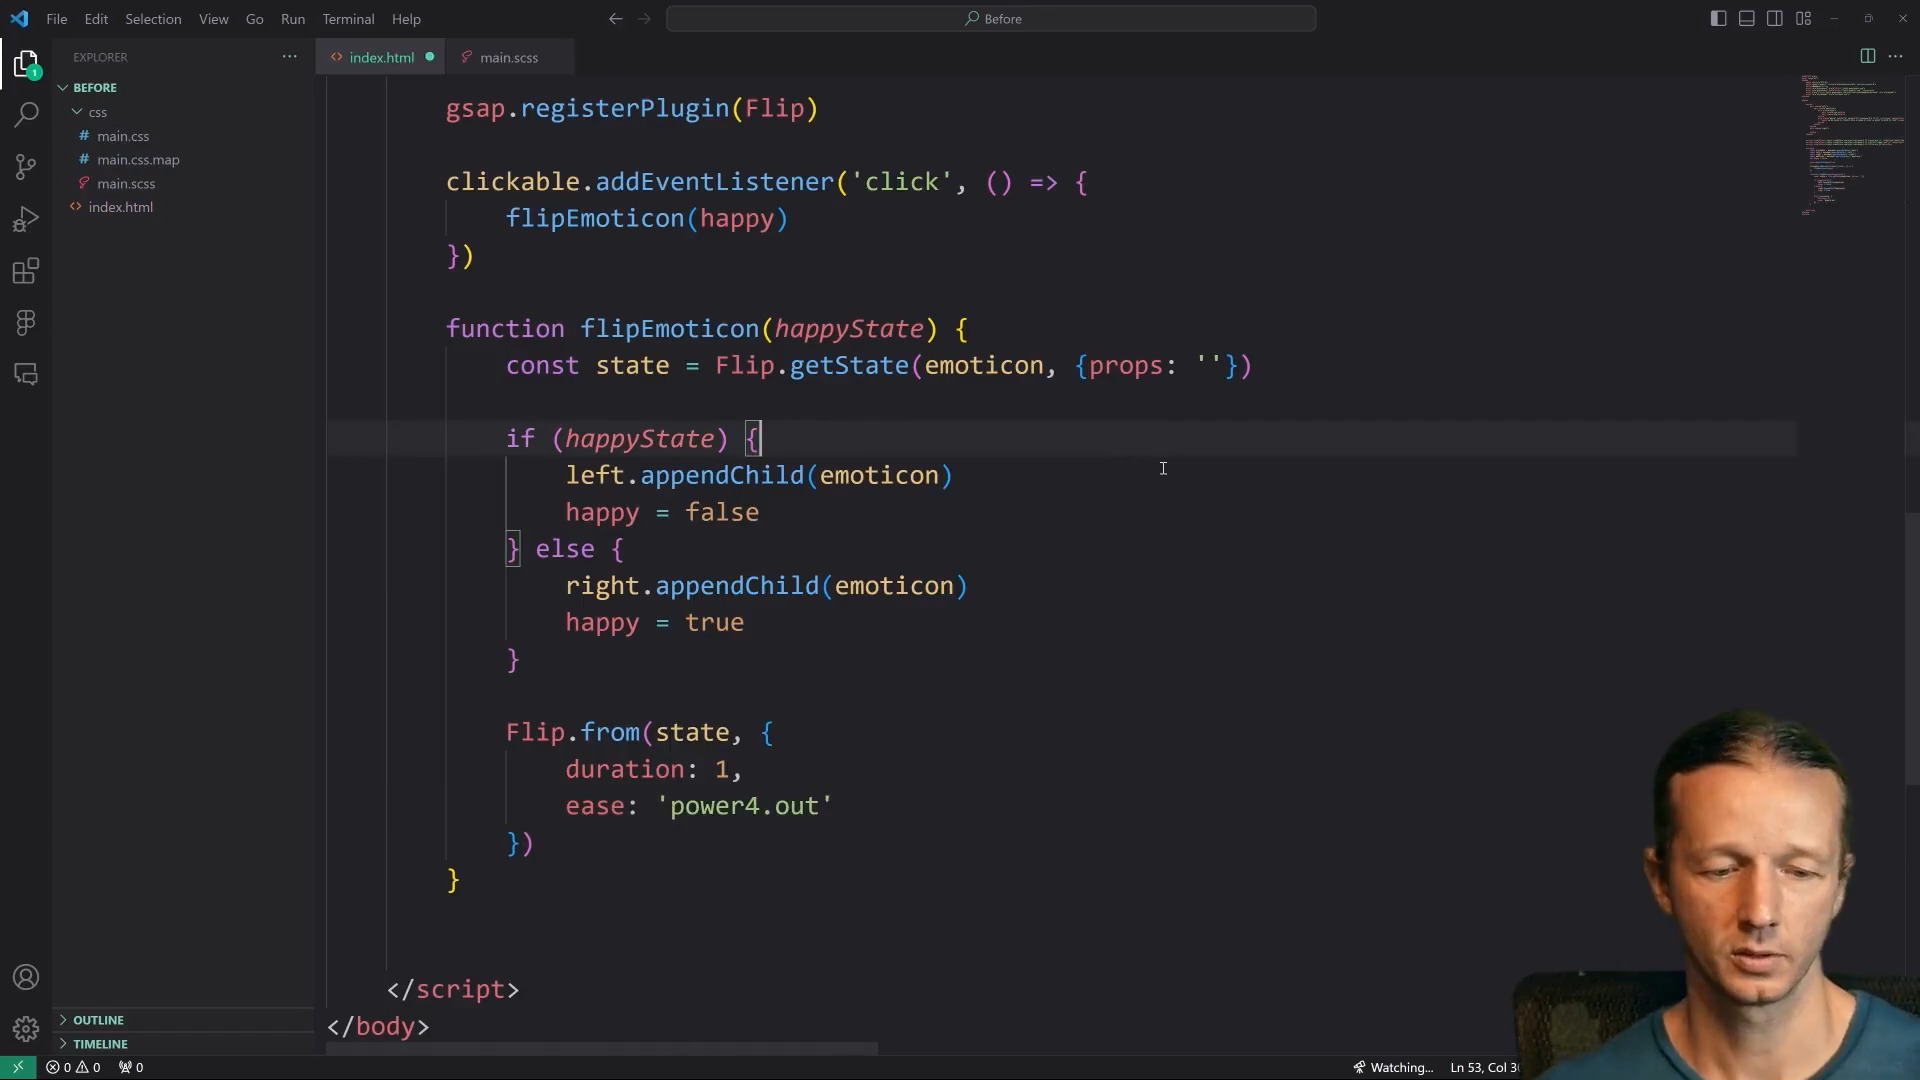 File Edit Selection View Go Run Terminal Help
Before
EXPLORER
index.html
main.scss
BEFORE
css
main.css
main.css.map
main.scss
index.html
gsap.registerPlugin(Flip)
clickable.addEventListener('click', () => {
flipEmoticon(happy)
})
function flipEmoticon(happyState) {
const state = Flip.getState(emoticon, {props: ''})
if (happyState) {
left.appendChild(emoticon)
happy = false
} else {
right.appendChild(emoticon)
happy = true
}
Flip.from(state, {
duration: 1,
ease: 'power4.out'
})
}
</script>
</body>
OUTLINE
TIMELINE
0 0 0
Watching... Ln 53, Col
1